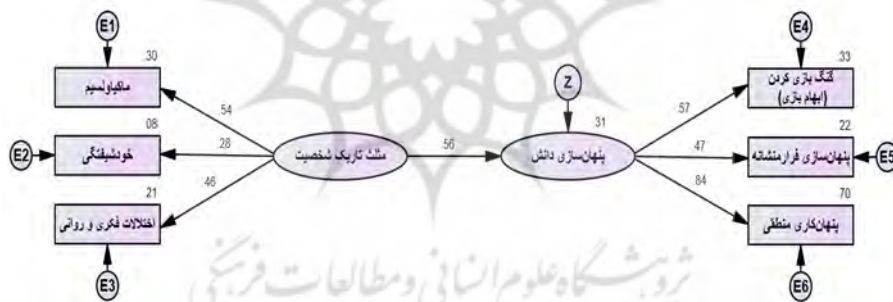 E1
E4
.30
.33
ماکیاولسیم
گنگ بازی کردن
(ابهام بازی)
Z
.54
.57
.08
.31
.22
E2
خودشیفتگی
.28
مثلث تاریک شخصیت
.56
پنهان‌سازی دانش
.47
پنهان‌سازی فرارمنشانه
E5
.46
.84
.21
.70
اختلالات فکری و روانی
پنهان‌کاری منطقی
پژوهشگاه علوم انسانی و مطالعات فرهنگی
E3
E6